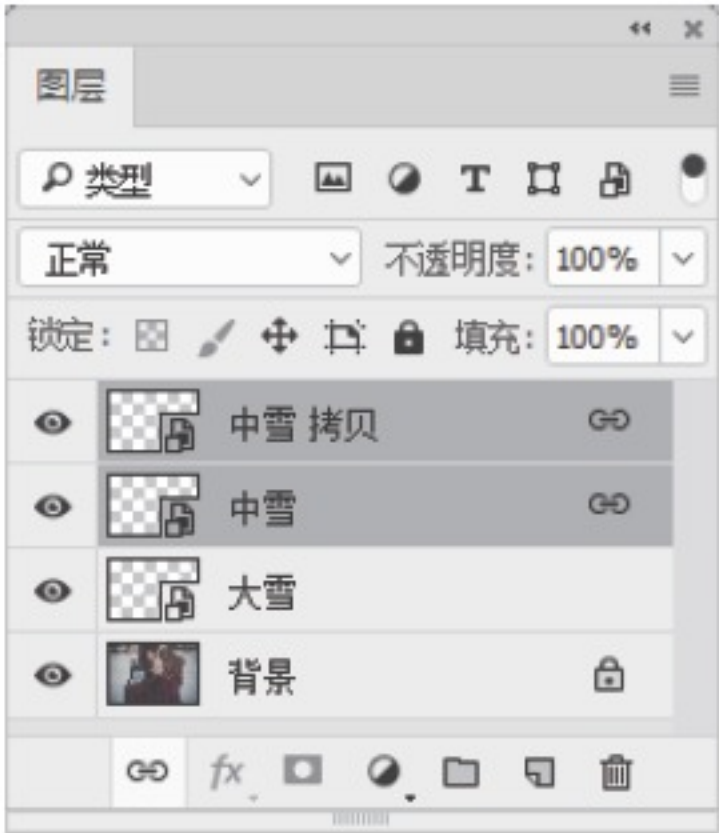 图层
类型 T
正常 不透明度: 100%
锁定: 填充: 100%
中雪 拷贝
中雪
大雪
背景
fx